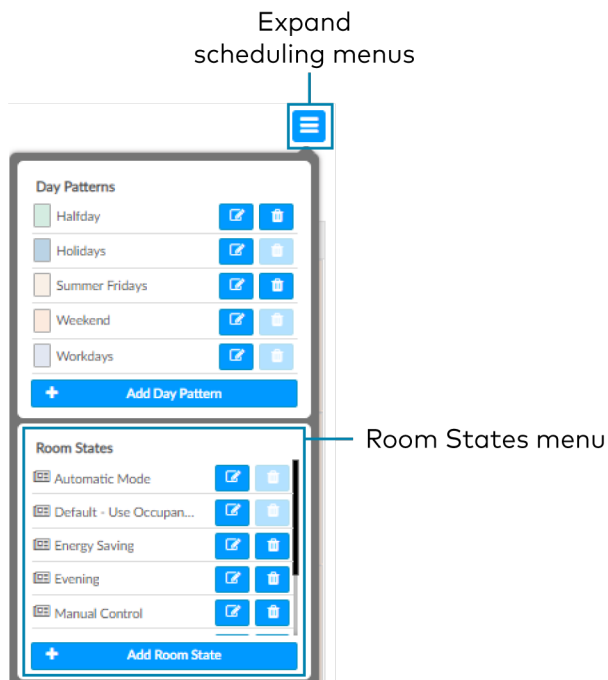 Expand
scheduling menus
Day Patterns
Halfday
Holidays
Summer Fridays
Weekend
Workdays
Add Day Pattern
Room States menu
Room States
Automatic Mode
Default - Use Occupan...
Energy Saving
Evening
Manual Control
Add Room State